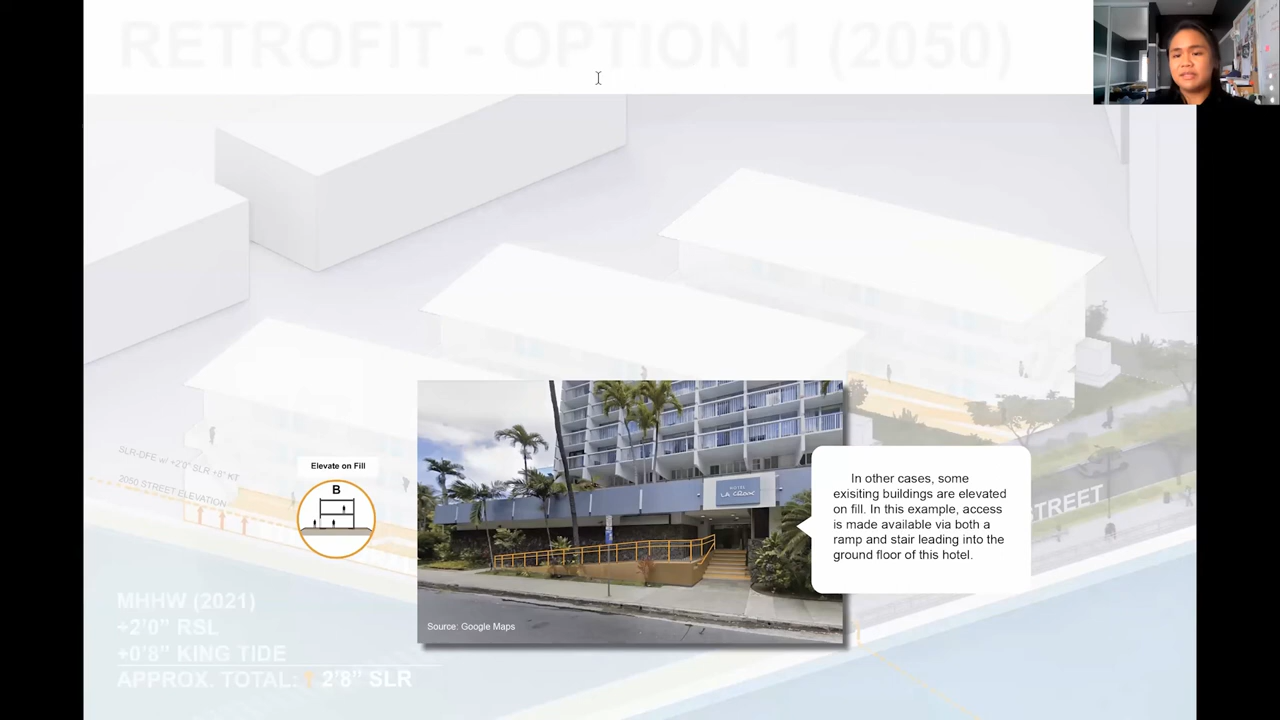 RETROFIT - OPTION 1 (2050)
SLR-DFE w/ +2'0" SLR +8" KT
2050 STREET ELEVATION
Elevate on Fill
B
HOTEL
LA CROIX
In other cases, some
exisiting buildings are elevated
on fill. In this example, access
is made available via both a
ramp and stair leading into the
ground floor of this hotel.
STREET
Source: Google Maps
MHHW (2021)
+2'0” RSL
+0'8” KING TIDE
APPROX. TOTAL: ↑ 2'8” SLR